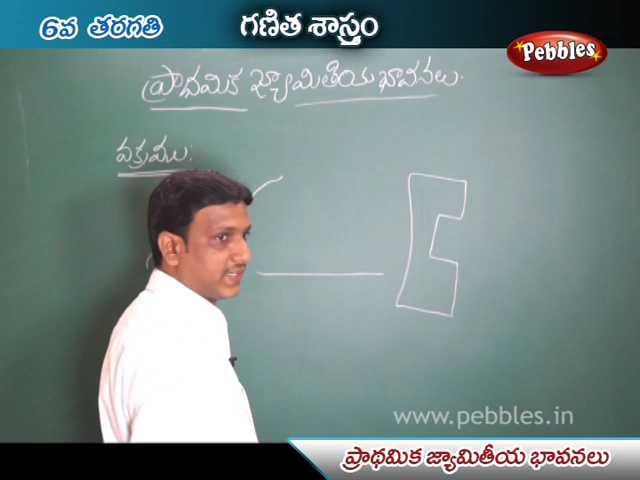 6వ తరగతి
గణిత శాస్త్రం
Pebbles
ప్రాథమిక జ్యామితీయ భావనలు.
వక్రములు:
www.pebbles.in
ప్రాథమిక జ్యామితీయ భావనలు